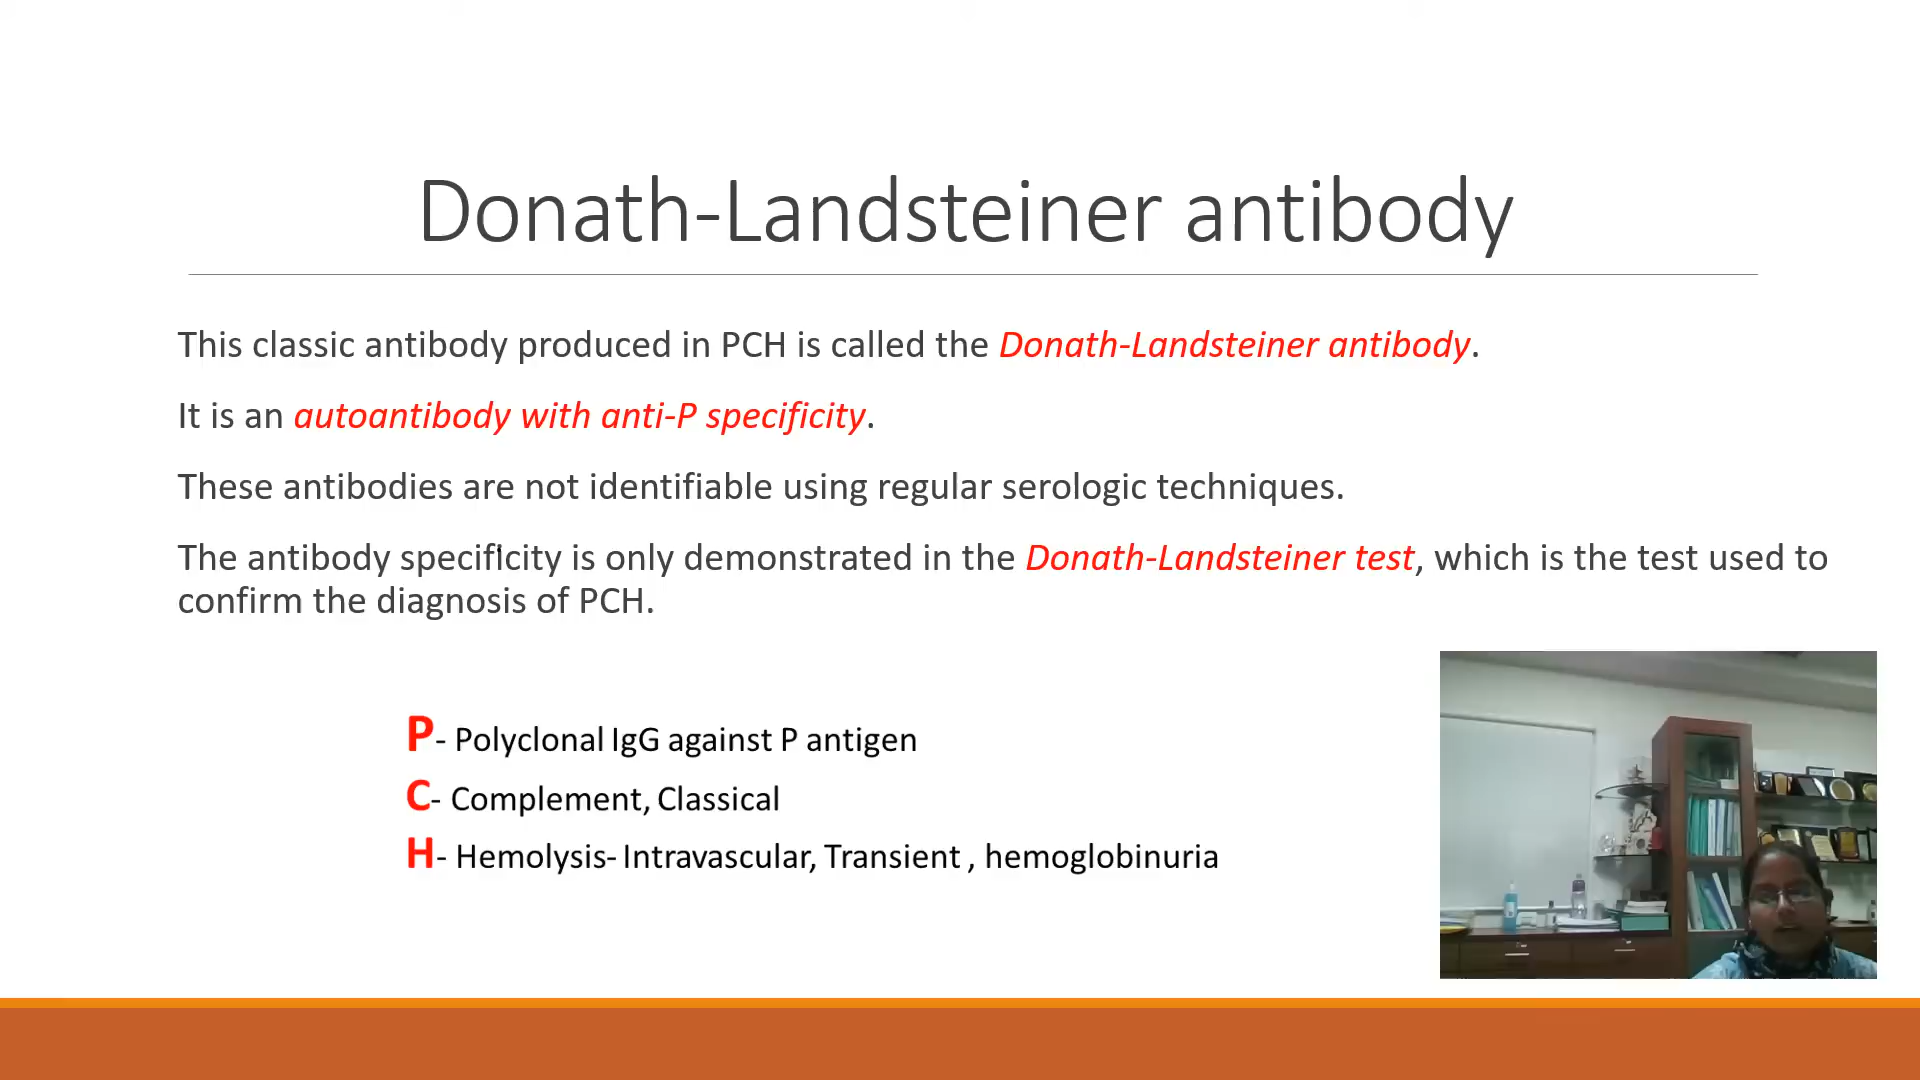 Donath-Landsteiner antibody
This classic antibody produced in PCH is called the Donath-Landsteiner antibody.
It is an autoantibody with anti-P specificity.
These antibodies are not identifiable using regular serologic techniques.
The antibody specificity is only demonstrated in the Donath-Landsteiner test, which is the test used to
confirm the diagnosis of PCH.
P- Polyclonal IgG against P antigen
C- Complement, Classical
H- Hemolysis- Intravascular, Transient , hemoglobinuria